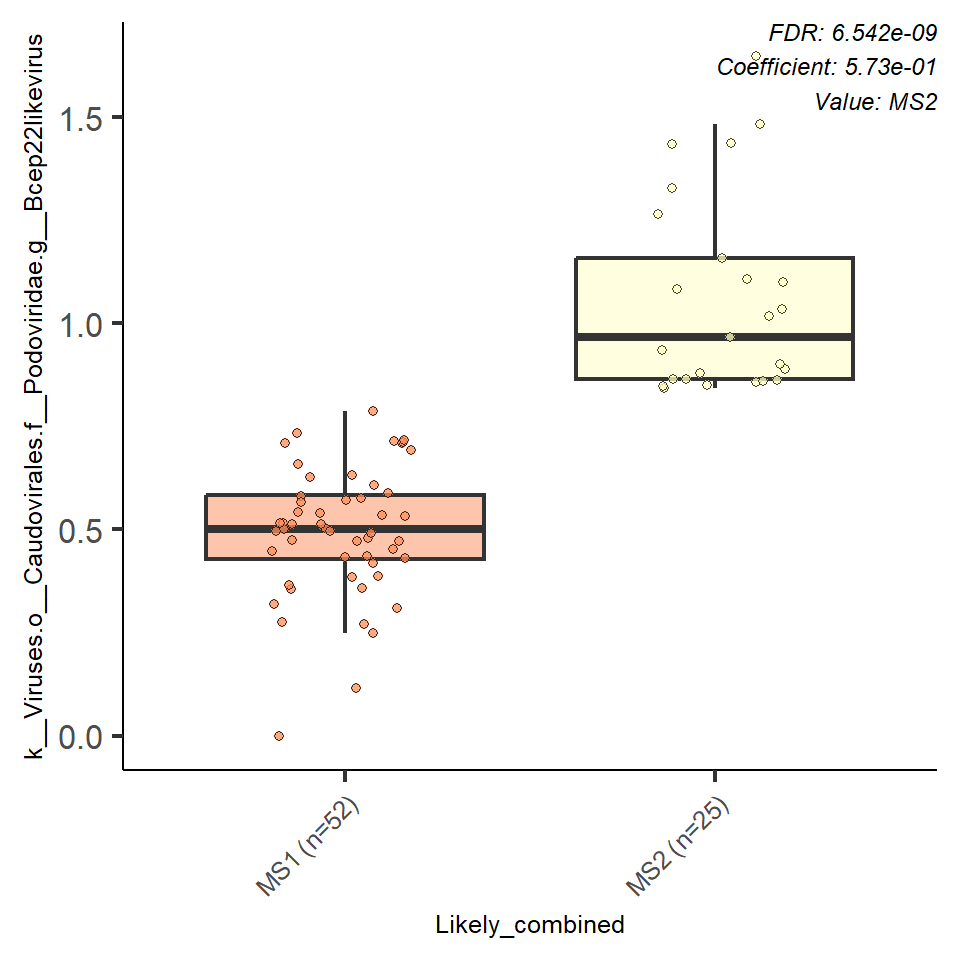 FDR: 6.542e-09
Coefficient: 5.73e-01
Value: MS2
k__Viruses.o__Caudovirales.f__Podoviridae.g__Bcep22likevirus
1.5
1.0
0.5
0.0
MS1 (n=52)
MS2 (n=25)
Likely_combined